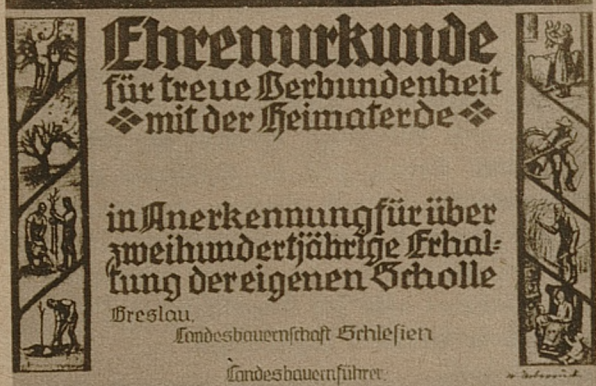 Ehrenurkunde
für treue Verbundenheit
mit der Heimaterde
in Anerkennung für über
zweihundertjährige Erhal-
tung der eigenen Scholle
Breslau,
Landesbauernschaft Schlesien
Landesbauernführer